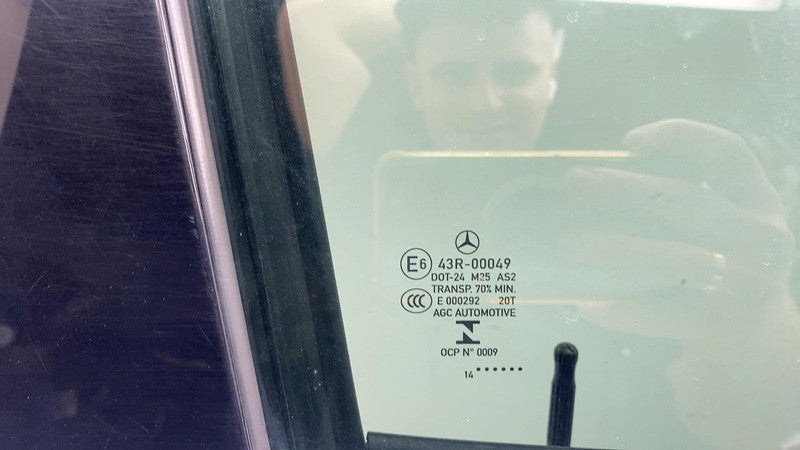 E6 43R-00049
DOT-24 M25 AS2
TRANSP. 70% MIN.
CCC E 000292 20T
AGC AUTOMOTIVE
OCP N° 0009
14 ••••••